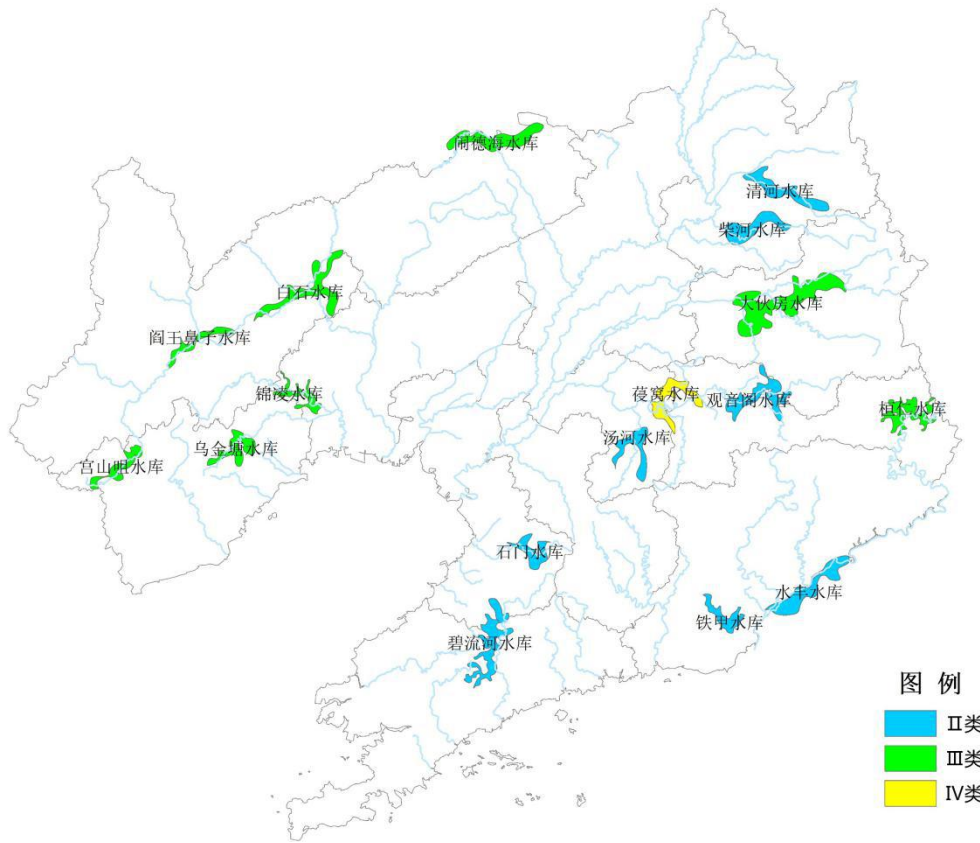 闹德海水库
清河水库
柴河水库
白石水库
大伙房水库
阎王鼻子水库
锦凌水库
葠窝水库
观音阁水库
桓仁水库
汤河水库
乌金塘水库
宫山咀水库
石门水库
水丰水库
铁甲水库
碧流河水库
图 例
Ⅱ类
Ⅲ类
Ⅳ类